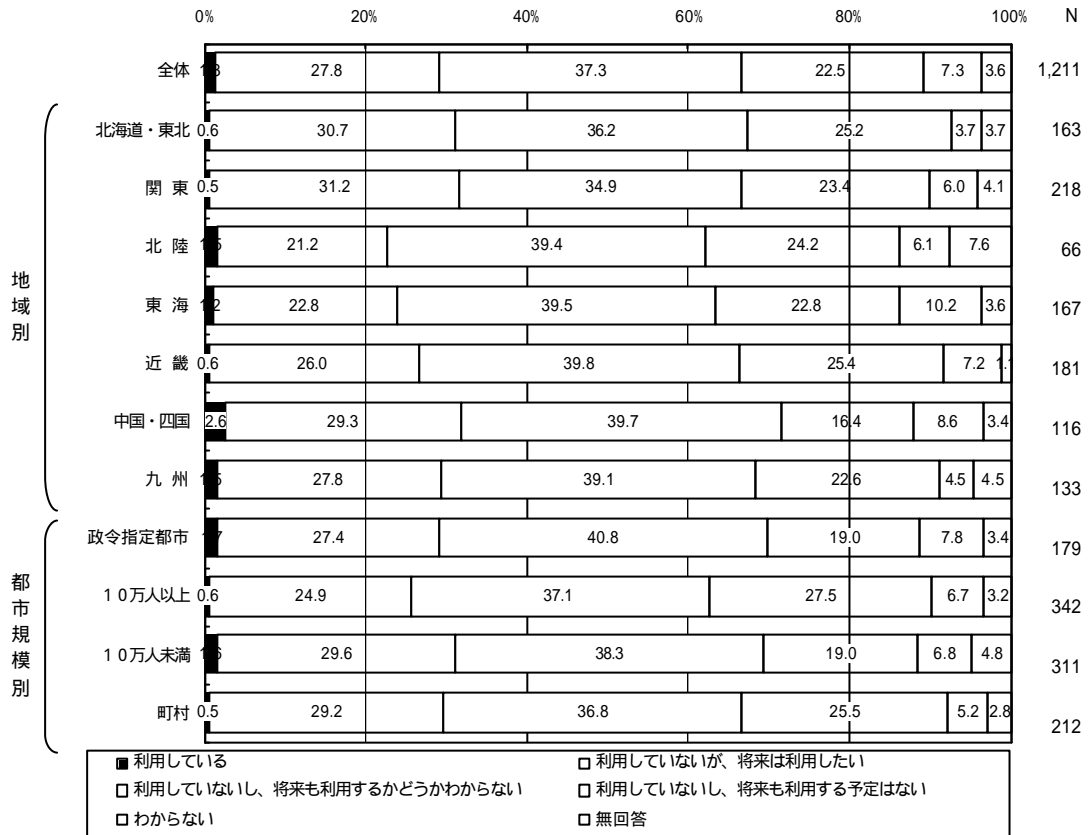 0% 20% 40% 60% 80% 100% N
全体 27.8 37.3 22.5 7.3 3.6 1,211
北海道・東北 0.6 30.7 36.2 25.2 3.7 3.7 163
関 東 0.5 31.2 34.9 23.4 6.0 4.1 218
北 陸 21.2 39.4 24.2 6.1 7.6 66
東 海 22.8 39.5 22.8 10.2 3.6 167
近 畿 0.6 26.0 39.8 25.4 7.2 1.1 181
中国・四国 2.6 29.3 39.7 16.4 8.6 3.4 116
九 州 27.8 39.1 22.6 4.5 4.5 133
政令指定都市 27.4 40.8 19.0 7.8 3.4 179
10万人以上 0.6 24.9 37.1 27.5 6.7 3.2 342
10万人未満 29.6 38.3 19.0 6.8 4.8 311
町村 0.5 29.2 36.8 25.5 5.2 2.8 212
地域別
都市規模別
利用している 利用していないが、将来は利用したい
利用していないし、将来も利用するかどうかわからない 利用していないし、将来も利用する予定はない
わからない 無回答